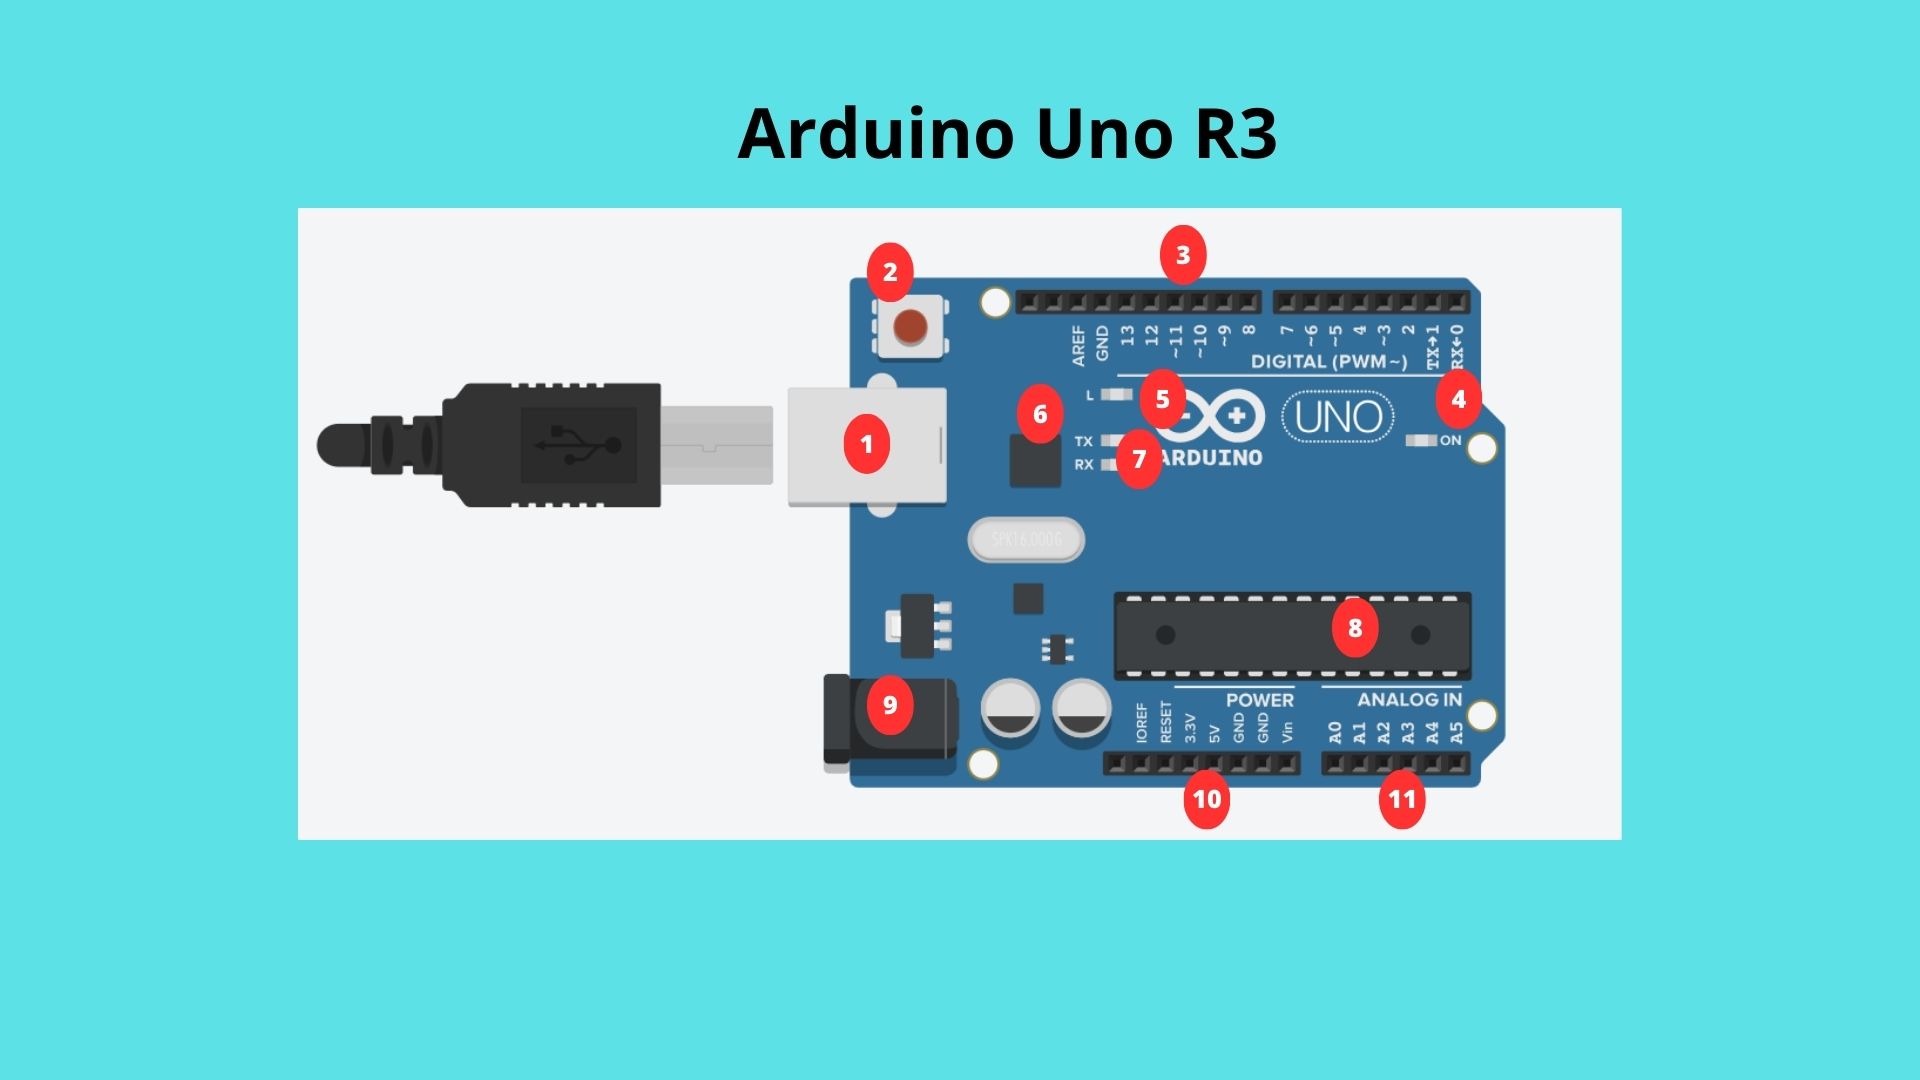 Arduino Uno R3
2
3
AREF
GND
13
12
~11
~10
~9
8
7
~6
~5
4
~3
2
TX→1
RX←0
DIGITAL (PWM~)
L
5
4
6
UNO
1
TX
ON
RX
7
ARDUINO
SPK16.000G
8
POWER
ANALOG IN
9
IOREF
RESET
3.3V
5V
GND
GND
Vin
A0
A1
A2
A3
A4
A5
10
11